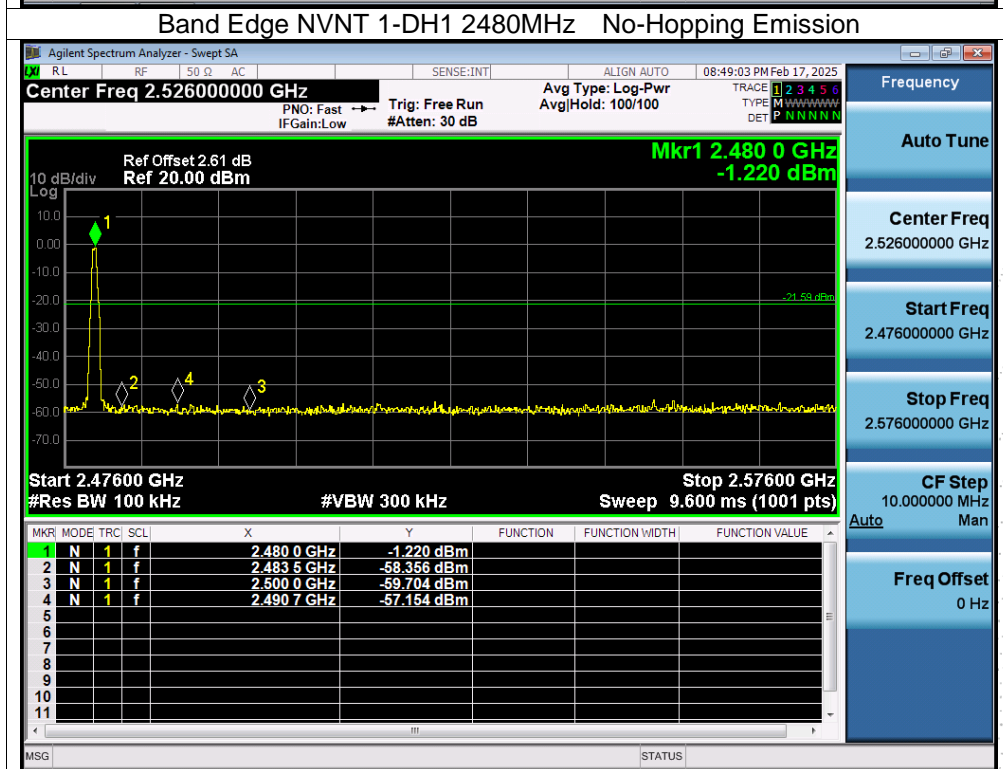 Band Edge NVNT 1-DH1 2480MHz No-Hopping Emission
Agilent Spectrum Analyzer - Swept SA
LXI RL RF 50 Ω AC SENSE:INT ALIGN AUTO 08:49:03 PM Feb 17, 2025
Center Freq 2.526000000 GHz Avg Type: Log-Pwr TRACE 1 2 3 4 5 6
PNO: Fast Trig: Free Run Avg|Hold: 100/100 TYPE M WWWWW
IFGain:Low #Atten: 30 dB DET P N N N N N
Mkr1 2.480 0 GHz
Ref Offset 2.61 dB
10 dB/div Ref 20.00 dBm -1.220 dBm
Log
10.0
1
0.00
-10.0
-20.0
-21.59 dBm
-30.0
-40.0
-50.0
2
4
3
-60.0
-70.0
Start 2.47600 GHz Stop 2.57600 GHz
#Res BW 100 kHz #VBW 300 kHz Sweep 9.600 ms (1001 pts)
MKR MODE TRC SCL X Y FUNCTION FUNCTION WIDTH FUNCTION VALUE
1 N 1 f 2.480 0 GHz -1.220 dBm
2 N 1 f 2.483 5 GHz -58.356 dBm
3 N 1 f 2.500 0 GHz -59.704 dBm
4 N 1 f 2.490 7 GHz -57.154 dBm
5
6
7
8
9
10
11
MSG STATUS
Frequency
Auto Tune
Center Freq
2.526000000 GHz
Start Freq
2.476000000 GHz
Stop Freq
2.576000000 GHz
CF Step
10.000000 MHz
Auto Man
Freq Offset
0 Hz